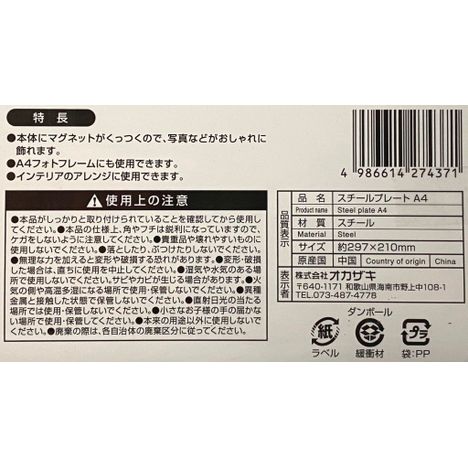 特長
●本体にマグネットがくっつくので、写真などがおしゃれに
飾れます。
●A4フォトフレームにも使用できます。
●インテリアのアレンジに使用できます。
使用上の注意
●本品がしっかりと取り付けられていることを確認してから使用し
てください。●本品の仕様上、角やフチは鋭利になっていますので、
ケガをしないように注意してください。●貴重品や壊れやすいものに
使用しないでください。●落としたり、ぶつけたりしないでください。
●無理な力を加えると変形や破損する恐れがあります。●変形・破
損した場合は、直ちに使用を中止してください。●湿気や水気のある場
所で使用しないでください。サビやカビが生じる場合があります。●火
気の側や高温多湿に使用・保管しないでください。●異種
金属と接触した状態で保管しないでください。●直射日光の当たる
場所では使用・保管しないでください。●小さなお子様の手の届かな
い場所で使用・保管してください。●本来の用途以外に使用しないで
ください。●廃棄の際は、各自治体の廃棄区分に従ってください。
4 986614 274371
品質表示
品名 Product name スチールプレート A4 Steel plate A4
材質 Material スチール Steel
サイズ 約297×210mm
原産国 中国 Country of origin China
表示者
株式会社オカザキ
〒640-1171 和歌山県海南市野上中108-1
TEL.073-487-4778
ダンボール
紙 プラ
ラベル 緩衝材 袋:PP